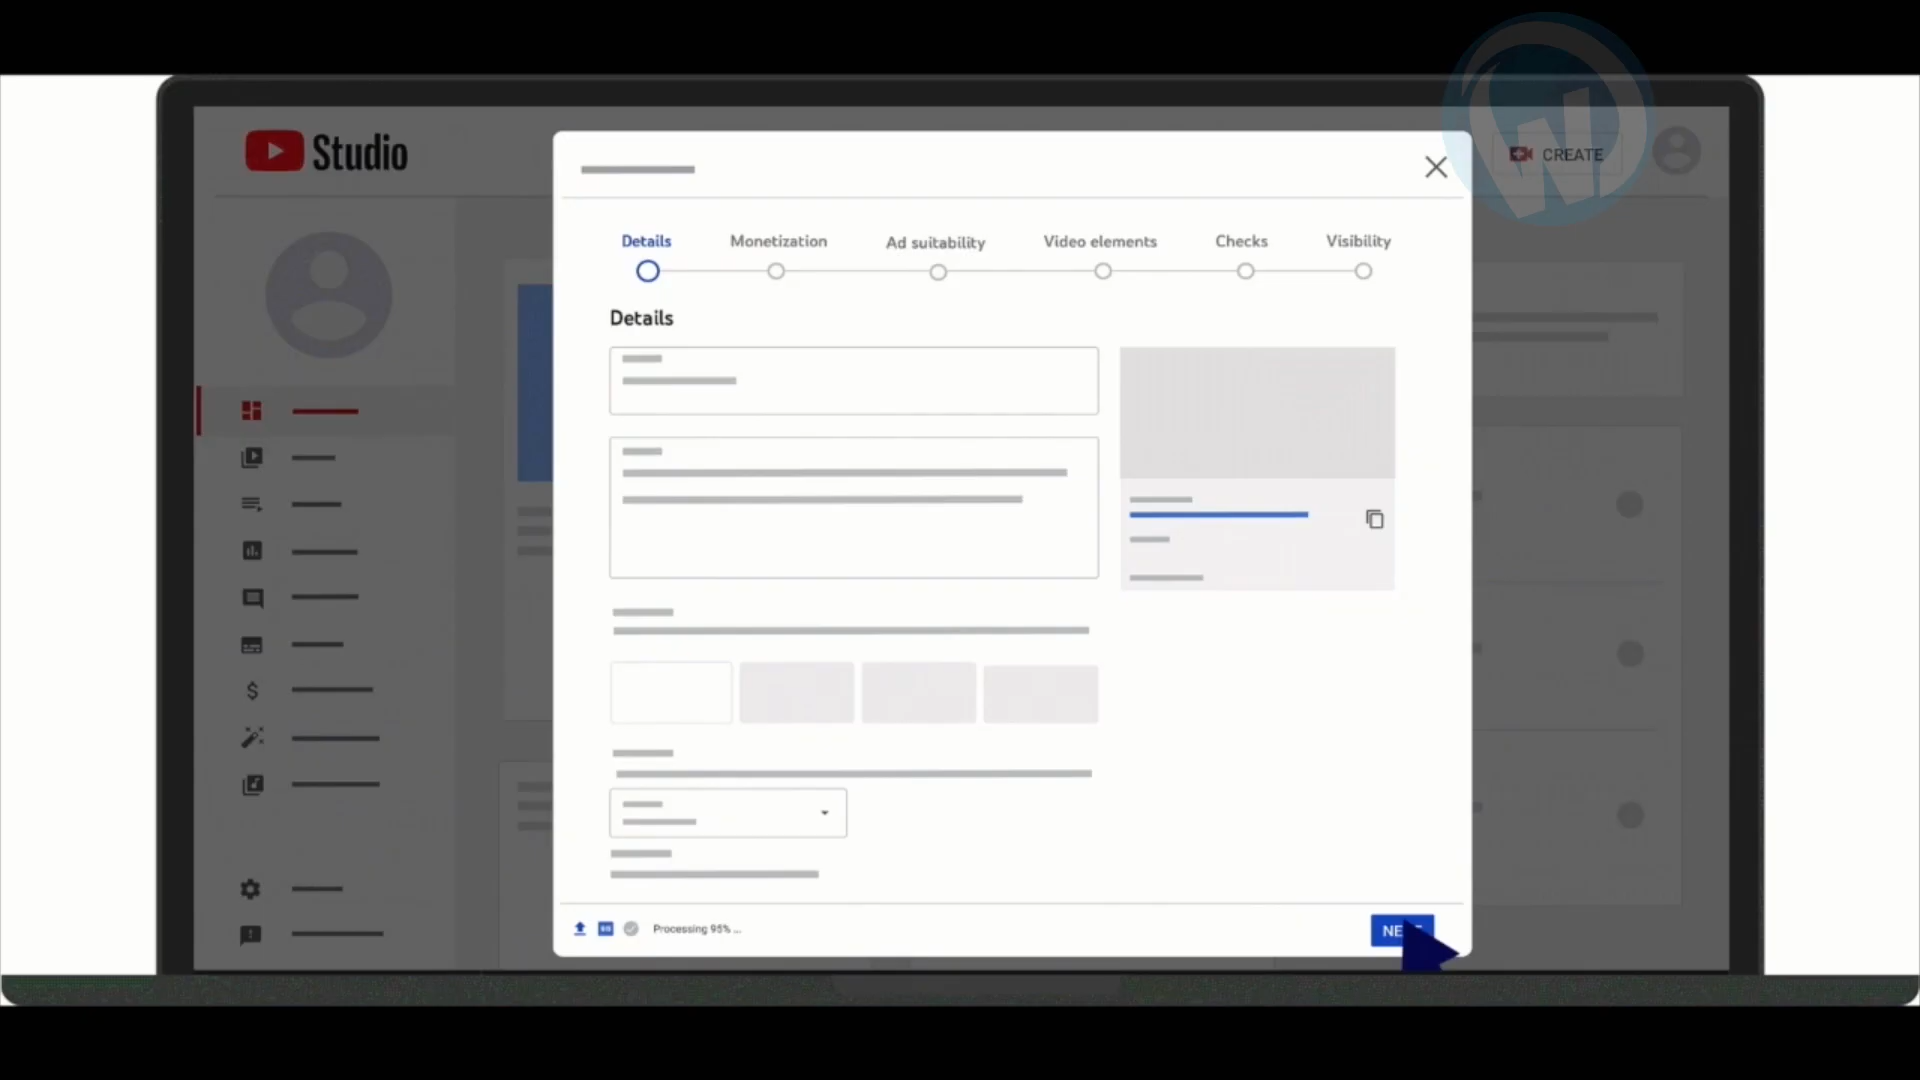 Studio
CREATE
Details
Monetization
Ad suitability
Video elements
Checks
Visibility
Details
Processing 95% ...